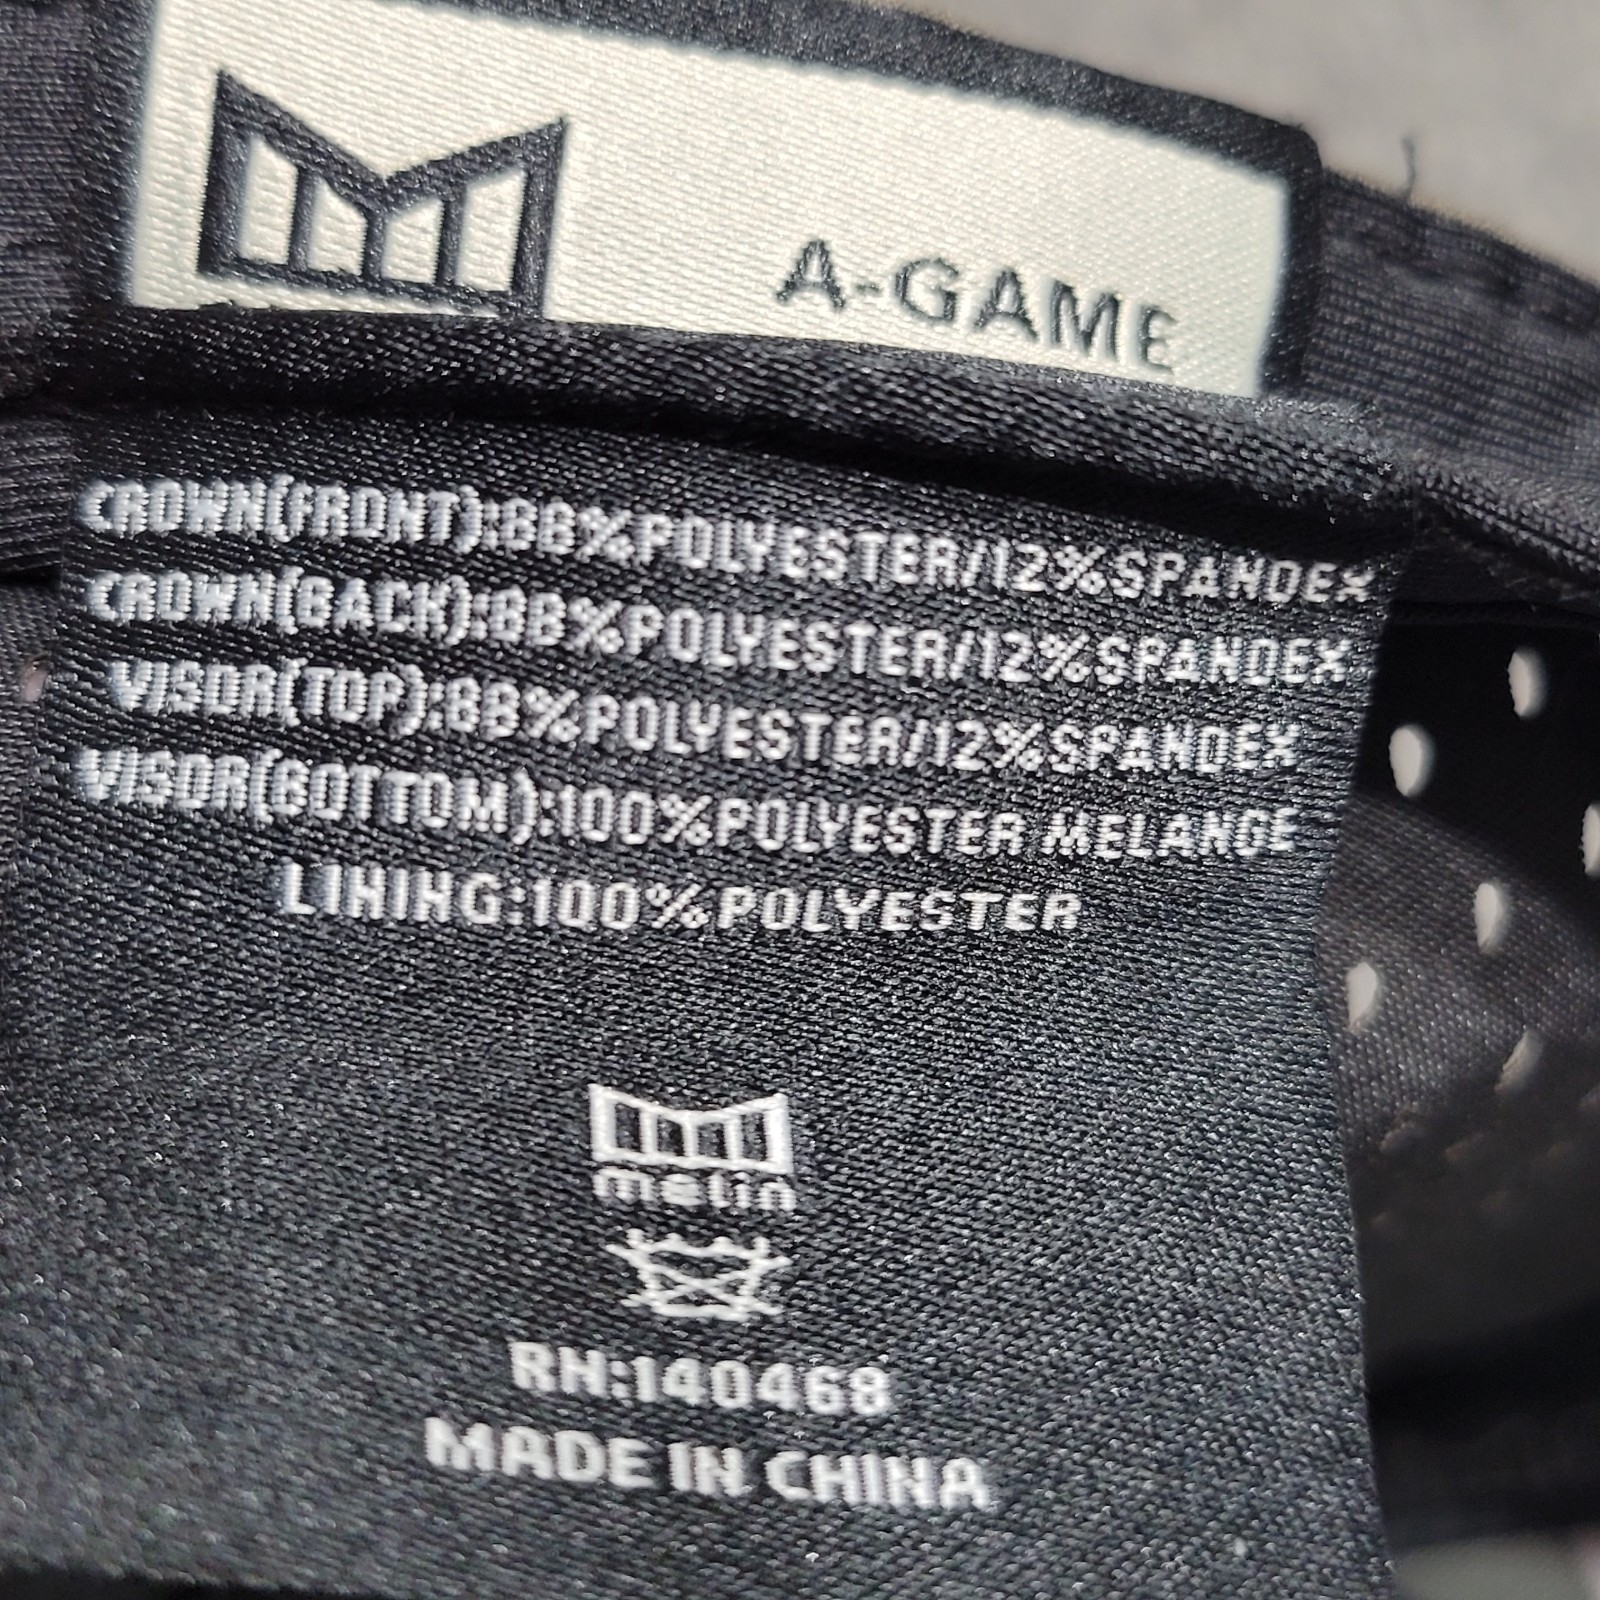 A-GAME
CROWN(FRONT):88%POLYESTER/12%SPANDEX
CROWN(BACK):88%POLYESTER/12%SPANDEX
VISOR(TOP):88%POLYESTER/12%SPANDEX
VISOR(BOTTOM):100%POLYESTER MELANGE
LINING:100%POLYESTER
melin
RN:140468
MADE IN CHINA